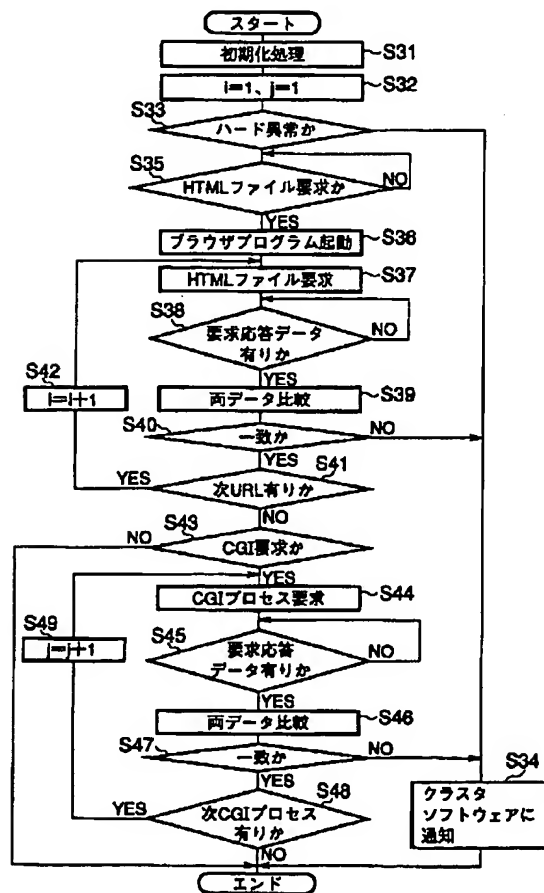 スタート
初期化処理
S31
i=1、j=1
S32
S33
ハード異常か
S35
HTMLファイル要求か
NO
YES
ブラウザプログラム起動
S36
HTMLファイル要求
S37
S38
要求応答データ
有りか
NO
S42
i=i+1
YES
両データ比較
S39
S40
一致か
NO
YES
S41
YES
次URL有りか
NO
S43
NO
CGI要求か
YES
CGIプロセス要求
S44
S49
j=j+1
S45
要求応答
データ有りか
NO
YES
両データ比較
S46
S47
一致か
NO
YES
S34
クラスタ
ソフトウェアに
通知
S48
YES
次CGIプロセス
有りか
NO
エンド